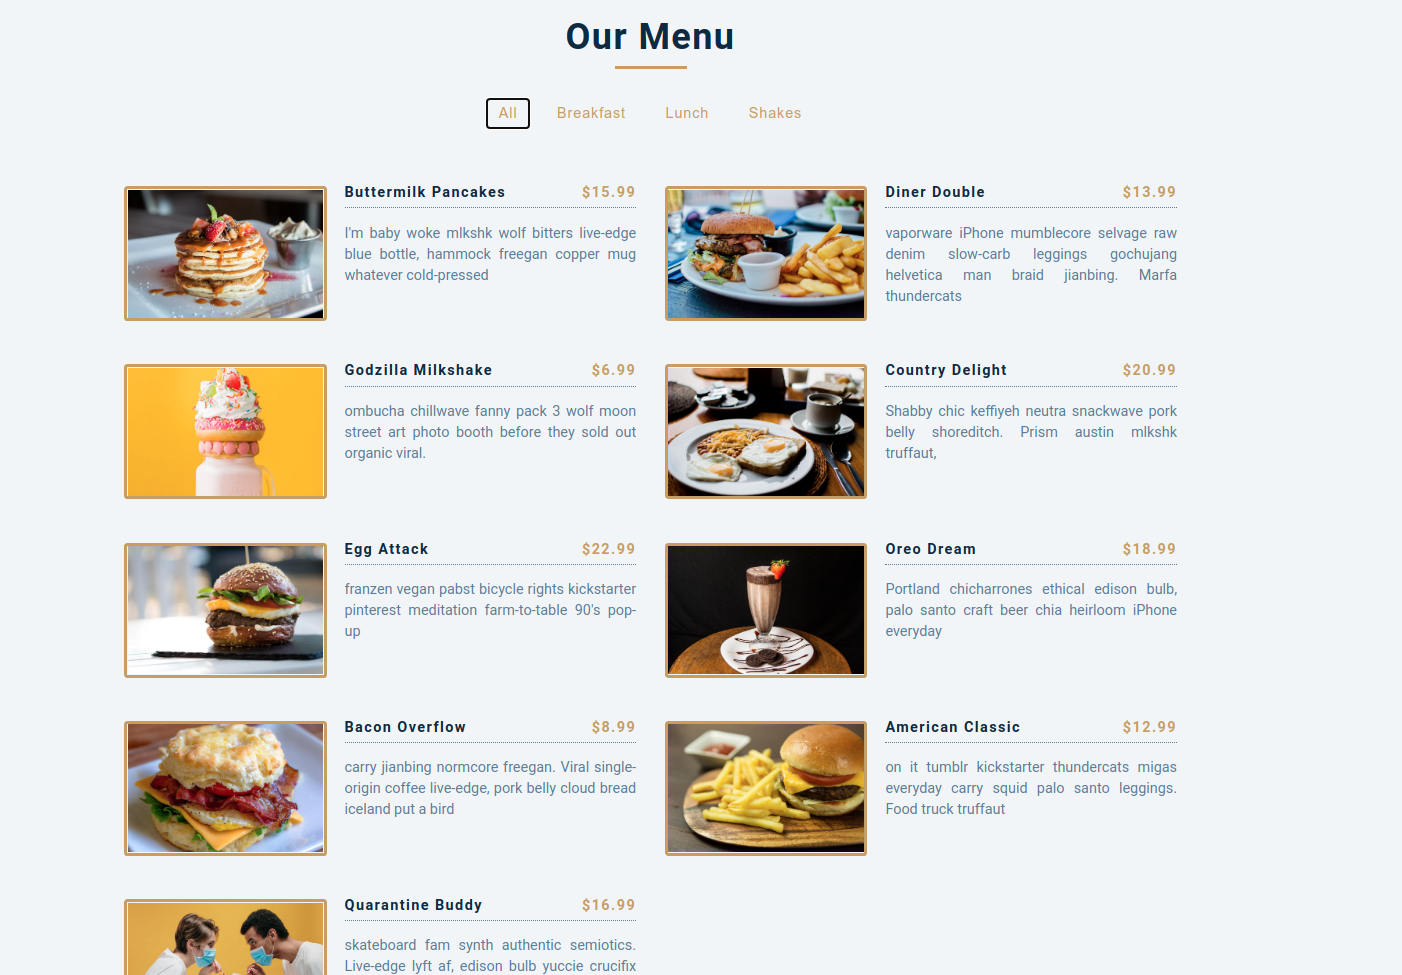 Our Menu
All Breakfast Lunch Shakes
Buttermilk Pancakes $15.99
I'm baby woke mlkshk wolf bitters live-edge
blue bottle, hammock freegan copper mug
whatever cold-pressed
Diner Double $13.99
vaporware iPhone mumblecore selvage raw
denim slow-carb leggings gochujang
helvetica man braid jianbing. Marfa
thundercats
Godzilla Milkshake $6.99
ombucha chillwave fanny pack 3 wolf moon
street art photo booth before they sold out
organic viral.
Country Delight $20.99
Shabby chic keffiyeh neutra snackwave pork
belly shoreditch. Prism austin mlkshk
truffaut,
Egg Attack $22.99
franzen vegan pabst bicycle rights kickstarter
pinterest meditation farm-to-table 90's pop-
up
Oreo Dream $18.99
Portland chicharrones ethical edison bulb,
palo santo craft beer chia heirloom iPhone
everyday
Bacon Overflow $8.99
carry jianbing normcore freegan. Viral single-
origin coffee live-edge, pork belly cloud bread
iceland put a bird
American Classic $12.99
on it tumblr kickstarter thundercats migas
everyday carry squid palo santo leggings.
Food truck truffaut
Quarantine Buddy $16.99
skateboard fam synth authentic semiotics.
Live-edge lyft af, edison bulb yuccie crucifix